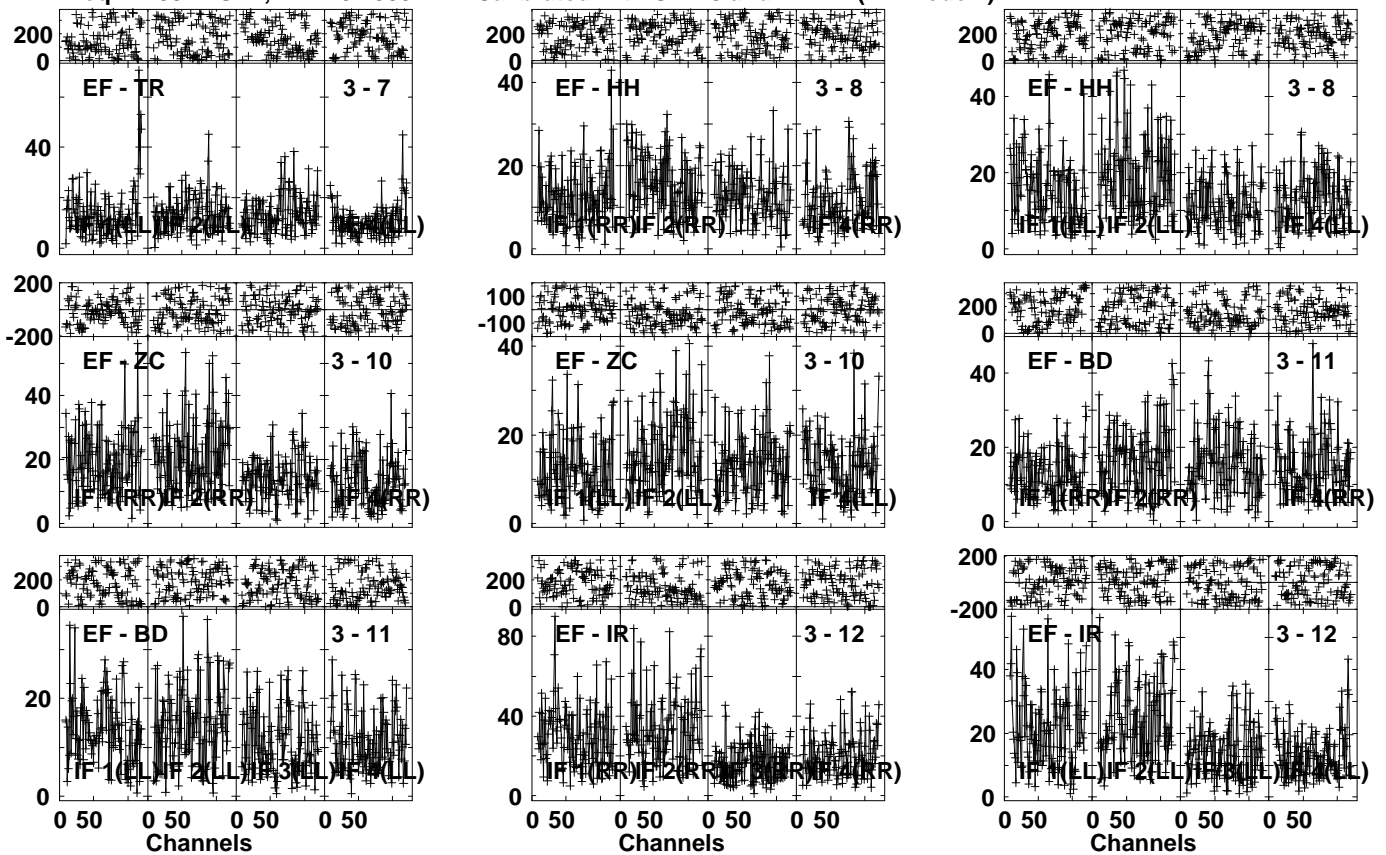 200
0
EF - TR 3 - 7
40
20
0
IF 1(LL) IF 2(LL) IF 4(LL)
200
0
EF - HH 3 - 8
40
20
0
IF 1(RR) IF 2(RR) IF 4(RR)
200
0
EF - HH 3 - 8
40
20
0
IF 1(LL) IF 2(LL) IF 4(LL)
200
-200
EF - ZC 3 - 10
40
20
0
IF 1(RR) IF 2(RR) IF 4(RR)
100
-100
EF - ZC 3 - 10
40
20
0
IF 1(LL) IF 2(LL) IF 4(LL)
200
0
EF - BD 3 - 11
40
20
0
IF 1(RR) IF 2(RR) IF 4(RR)
200
0
EF - BD 3 - 11
20
0
IF 1(LL) IF 2(LL) IF 3(LL) IF 4(LL)
0 50 0 50 0 50 0 50
Channels
200
0
EF - IR 3 - 12
80
40
0
IF 1(RR) IF 2(RR) IF 3(RR) IF 4(RR)
0 50 0 50 0 50 0 50
Channels
200
-200
EF - IR 3 - 12
40
20
0
IF 1(LL) IF 2(LL) IF 3(LL) IF 4(LL)
0 50 0 50 0 50 0 50
Channels